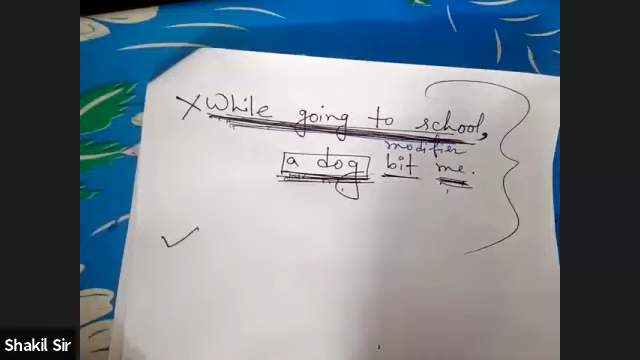 ×While going to school,
modifier
a dog bit me.
Shakil Sir